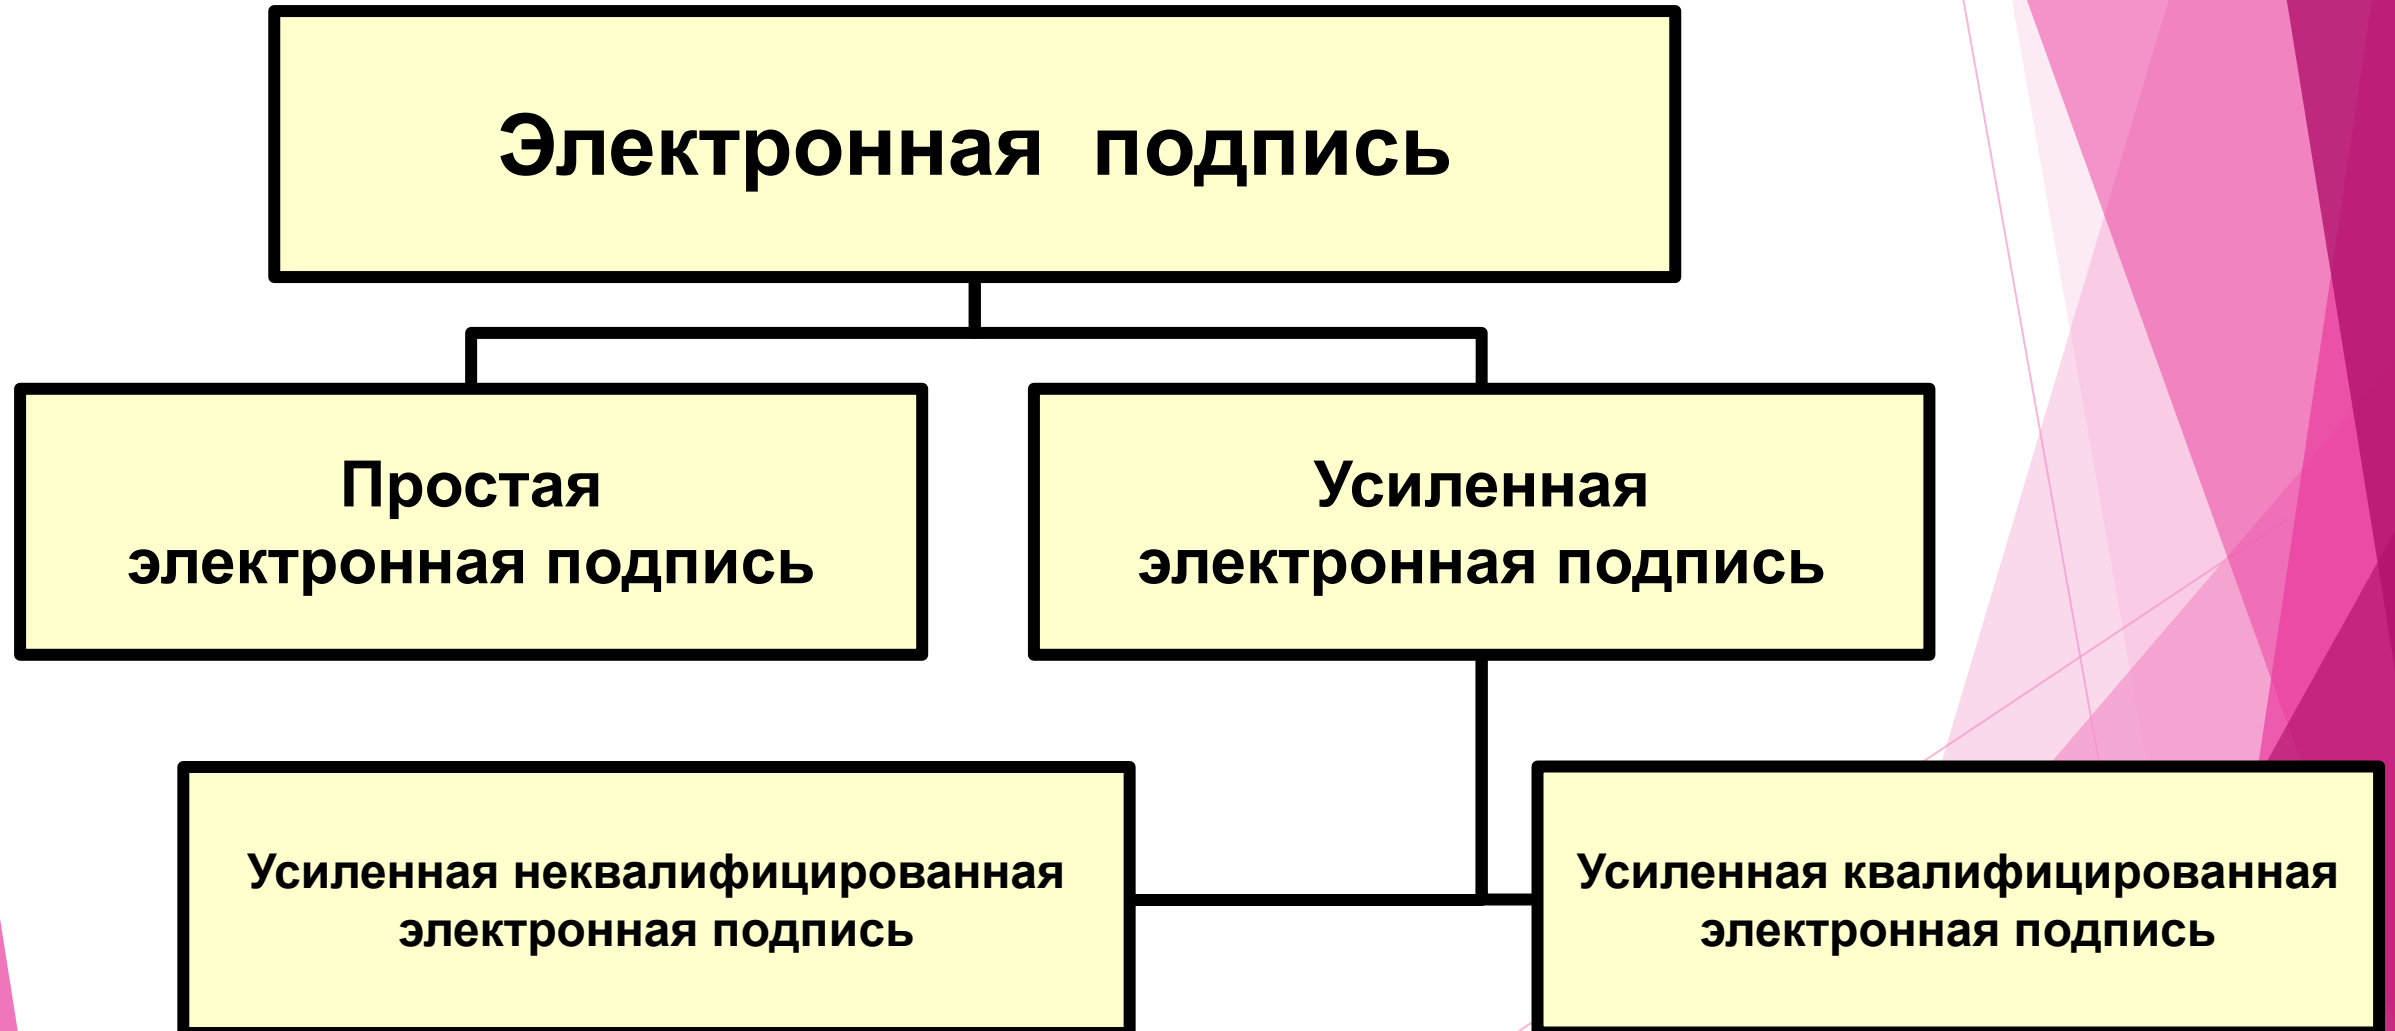 Электронная подпись
Простая
электронная подпись
Усиленная
электронная подпись
Усиленная неквалифицированная
электронная подпись
Усиленная квалифицированная
электронная подпись